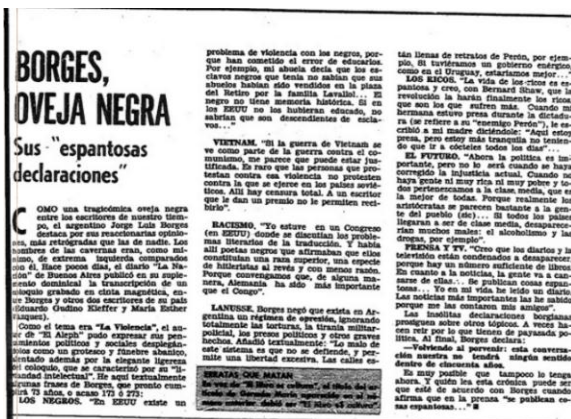 BORGES,
OVEJA NEGRA
Sus "espantosas
declaraciones"
COMO una tragicómica oveja negra
entre los escritores de nuestro tiem-
po, el argentino Jorge Luis Borges
destaca por sus reaccionarias opinio-
nes, más retrógradas que las de nadie. Los
hombres de las cavernas eran, como mí-
nimo, de extrema izquierda comparados
con él. Hace pocos días, el diario "La Na-
ción" de Buenos Aires publicó en su suple-
mento dominical la transcripción de un
coloquio grabado en cinta magnética, en-
tre Borges y otros dos escritores de su país
(Eduardo Gudiño Kieffer y María Esther
Vázquez).
Como el tema era "La Violencia", el au-
tor de "El Aleph" pudo expresar sus pen-
samientos políticos y sociales desplegán-
dolos como un grotesco y fúnebre abanico,
alentado además por la elegante ligereza
del coloquio, que se caracterizó por su "li-
viandad intelectual". He aquí textualmente
algunas frases de Borges, que pronto cum-
plirá 73 años, o acaso 173 ó 273:
LOS NEGROS. "En EEUU existe un
problema de violencia con los negros, por-
que han cometido el error de educarlos.
Por ejemplo, mi abuela decía que los es-
clavos negros que tenía no sabían que sus
abuelos habían sido vendidos en la plaza
del Retiro por la familia Lavallol... El
negro no tiene memoria histórica. Si en
los EEUU no los hubieran educado, no
sabrían que son descendientes de escla-
vos..."
VIETNAM. "Si la guerra de Vietnam se
ve como parte de la guerra contra el co-
munismo, me parece que puede estar jus-
tificada. Es raro que las personas que pro-
testan contra esa violencia no protesten
contra la que se ejerce en los países sovié-
ticos. Allí hay censura total. A un escritor
que le dan un premio no le permiten reci-
birlo".
RACISMO. "Yo estuve en un Congreso
(en EEUU) donde se discutían los pro-
blemas literarios de la traducción. Y había
allí poetas negros que afirmaban que ellos
constituían una raza superior, una especie
de hitleristas al revés y con menos razón.
Porque convengamos que, de alguna ma-
nera, Alemania ha sido más importante
que el Congo".
LANUSSE. Borges negó que exista en Ar-
gentina un régimen de opresión, ignorando
totalmente las torturas, la tiranía militar-
policial, los presos políticos y otros graves
hechos. Añadió textualmente: "Lo malo de
este sistema es que no se defiende, y per-
mite una libertad excesiva. Las calles es-
ERRATAS QUE MATAN
tán llenas de retratos de Perón, por ejem-
plo. Si tuviéramos un gobierno enérgico,
como en el Uruguay, estaríamos mejor..."
LOS RICOS. "La vida de los ricos es es-
pantosa y creo, con Bernard Shaw, que la
revolución la harán finalmente los ricos
que son los que sufren más. Cuando mi
hermana estuvo presa durante la dictadu-
ra (se refiere a su "enemigo Perón"), le es-
cribió a mi madre diciéndole: "Aquí estoy
presa, pero estoy más tranquila no tenien-
do que ir a cócteles todos los días"...
EL FUTURO. "Ahora la política es im-
portante, pero no lo será cuando se haya
corregido la injusticia actual. Cuando no
haya gente ni muy rica ni muy pobre y to-
dos pertenezcamos a la clase media, que es
la mejor de todas. Porque realmente los
aristócratas se parecen bastante a la gen-
te del pueblo (sic)... Si todos los países
llegaran a ser de clase media, desaparece-
rían muchos males: el alcoholismo y las
drogas, por ejemplo".
PRENSA Y TV. "Creo que los diarios y la
televisión están condenados a desaparecer,
porque hay un número suficiente de libros.
En cuanto a la noticias, la gente va a can-
sarse de ellas... Se publican cosas espan-
tosas... Yo en mi vida he leído un diario.
Las noticias más importantes las he sabido
porque me las contaron mis amigos".
Las insólitas declaraciones borgianas
prosiguen sobre otros tópicos. A veces ha-
cen reír por lo que tienen de payasada po-
lítica. Al final, Borges declara:
—Volviendo al porvenir: esta conversa-
ción nuestra no tendrá ningún sentido
dentro de cincuenta años.
Es muy posible que tampoco lo tenga
ahora. Y quién lea esta crónica puede ser
que esté de acuerdo con Borges cuando
afirma que en la prensa "se publican co-
sas espantosas..."